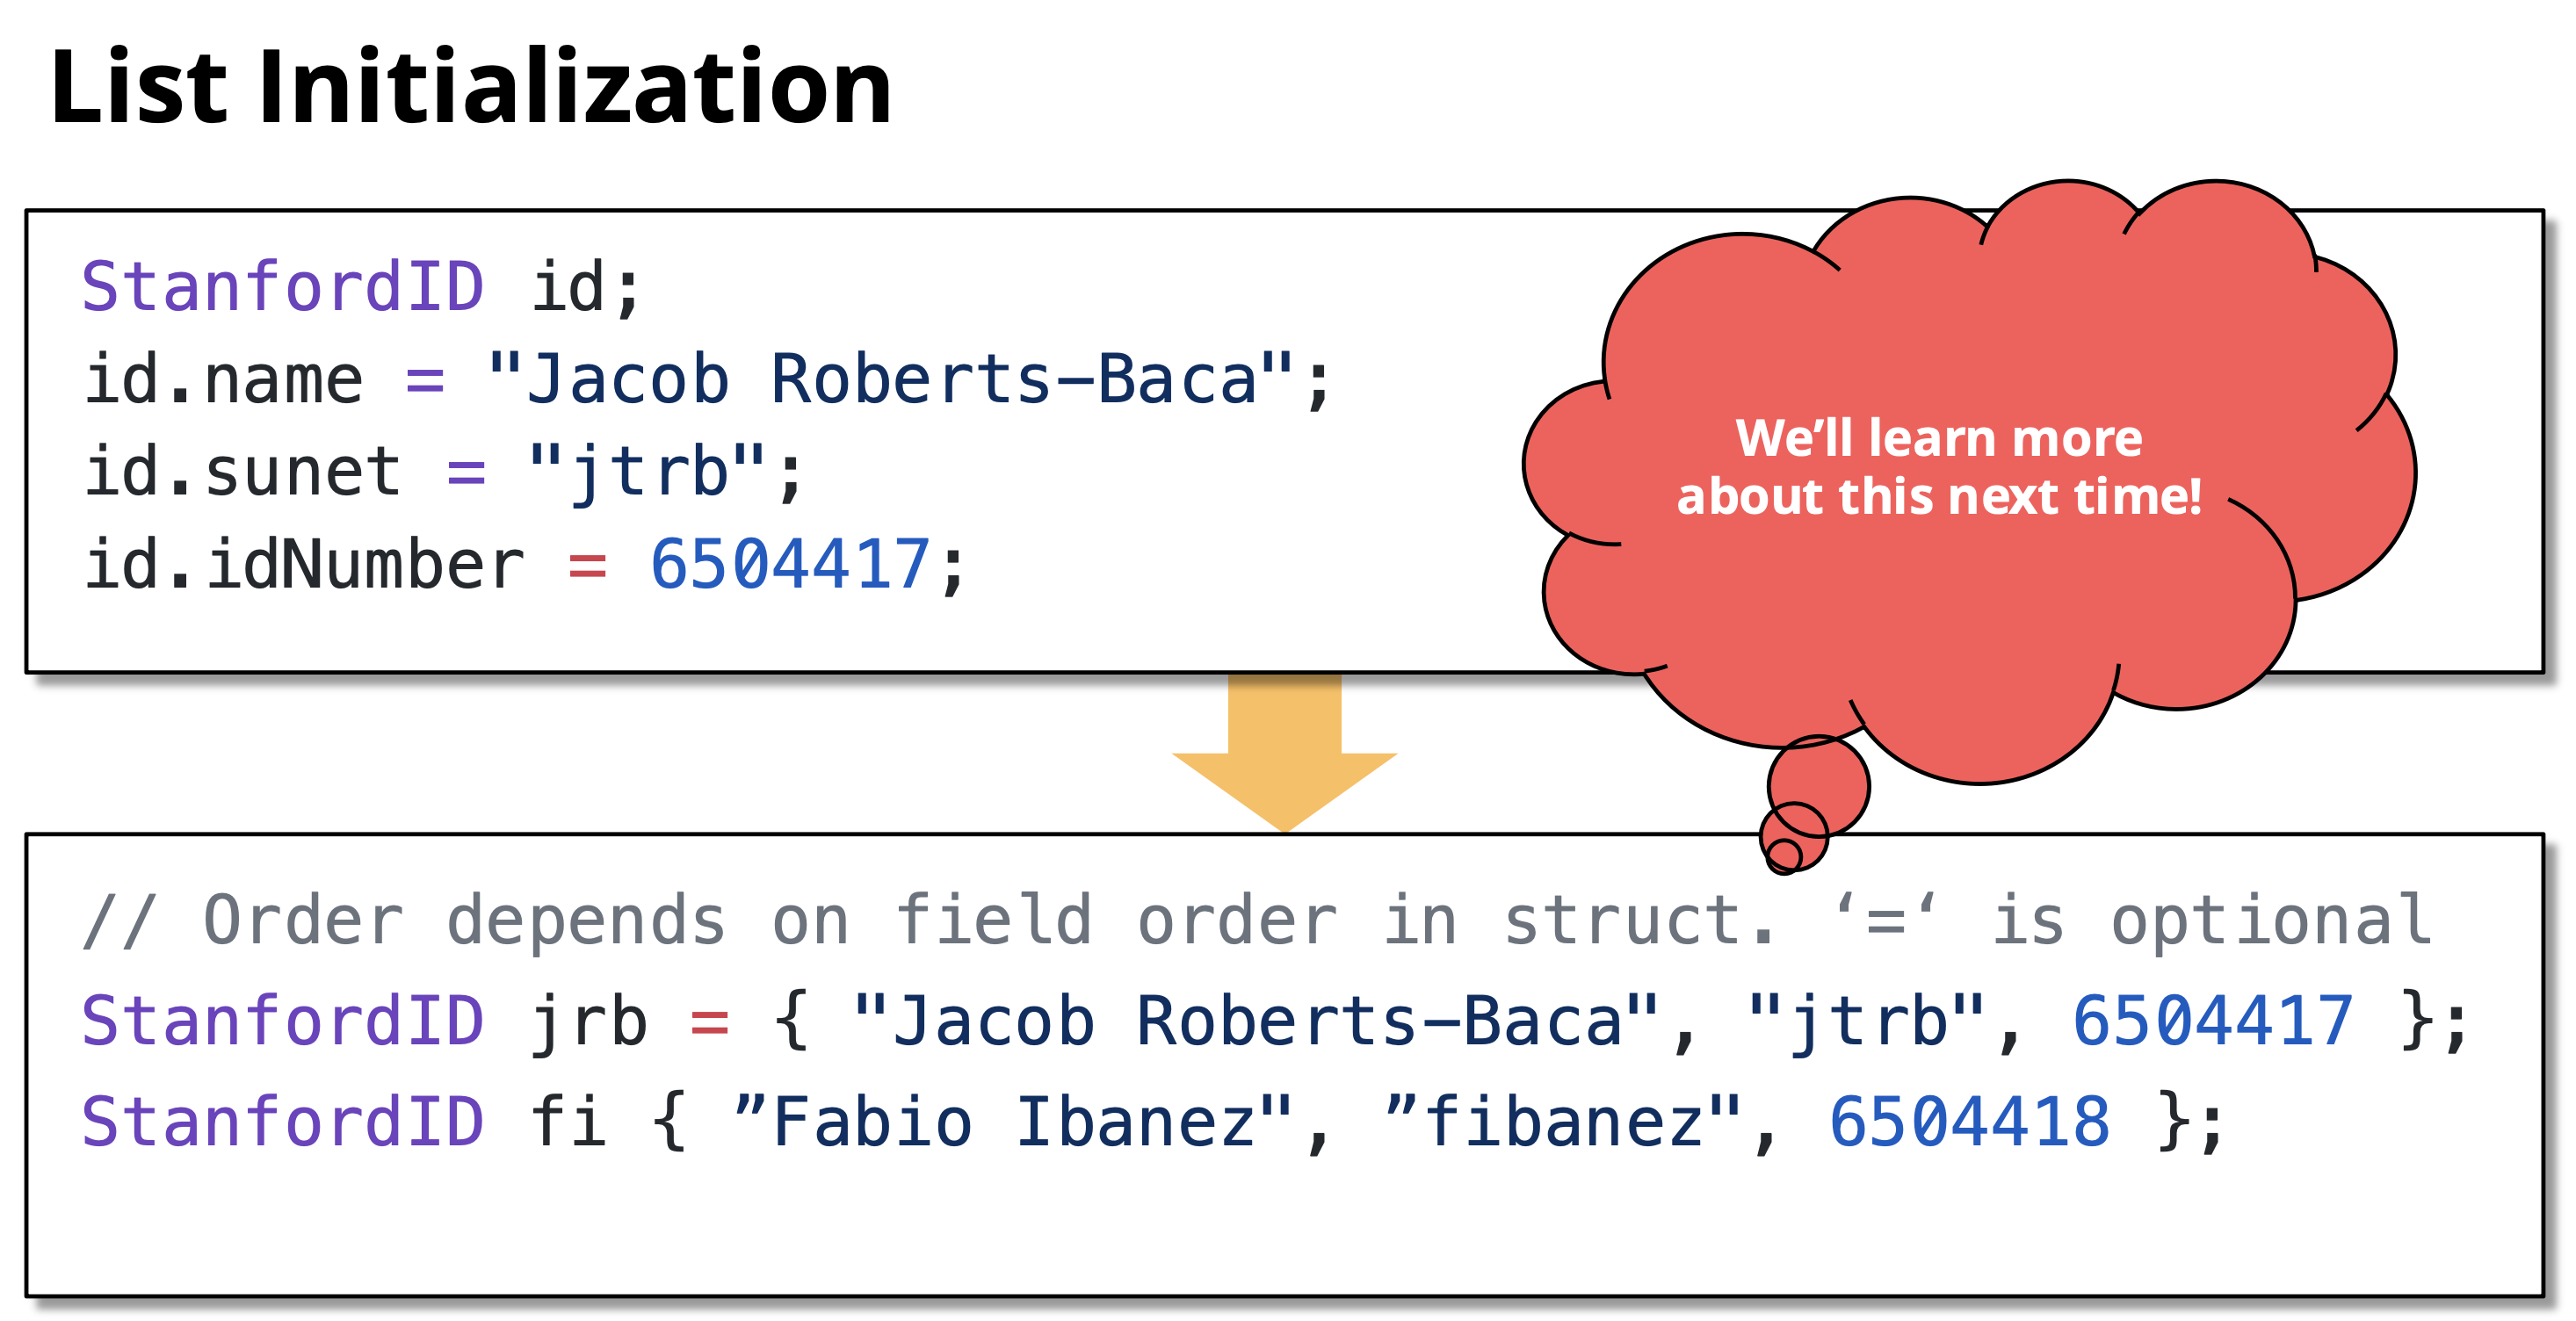 List Initialization
StanfordID id;
id.name = "Jacob Roberts–Baca";
id.sunet = "jtrb";
id.idNumber = 6504417;
We’ll learn more
about this next time!
// Order depends on field order in struct. ‘=‘ is optional
StanfordID jrb = { "Jacob Roberts–Baca", "jtrb", 6504417 };
StanfordID fi { ”Fabio Ibanez", ”fibanez", 6504418 };